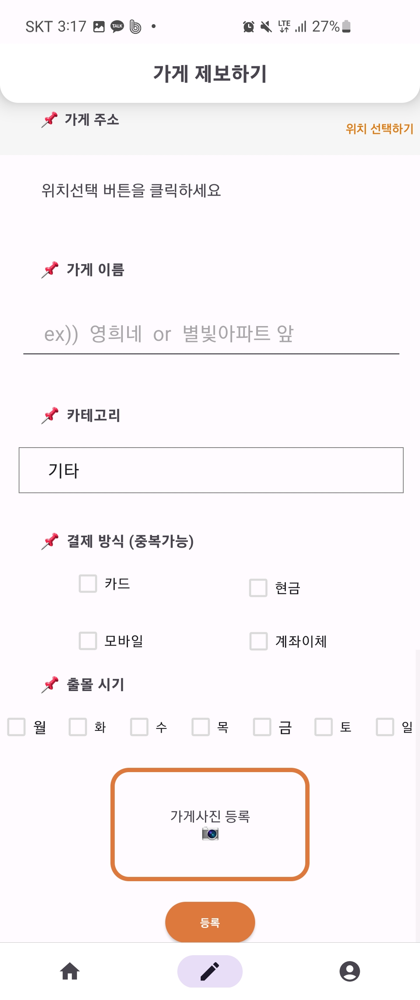 SKT 3:17 TALK LTE 27%
가게 제보하기
📌 가게 주소
위치 선택하기
위치선택 버튼을 클릭하세요
📌 가게 이름
ex)) 영희네 or 별빛아파트 앞
📌 카테고리
기타
📌 결제 방식 (중복가능)
카드 현금
모바일 계좌이체
📌 출몰 시기
월 화 수 목 금 토 일
가게사진 등록
📷
등록